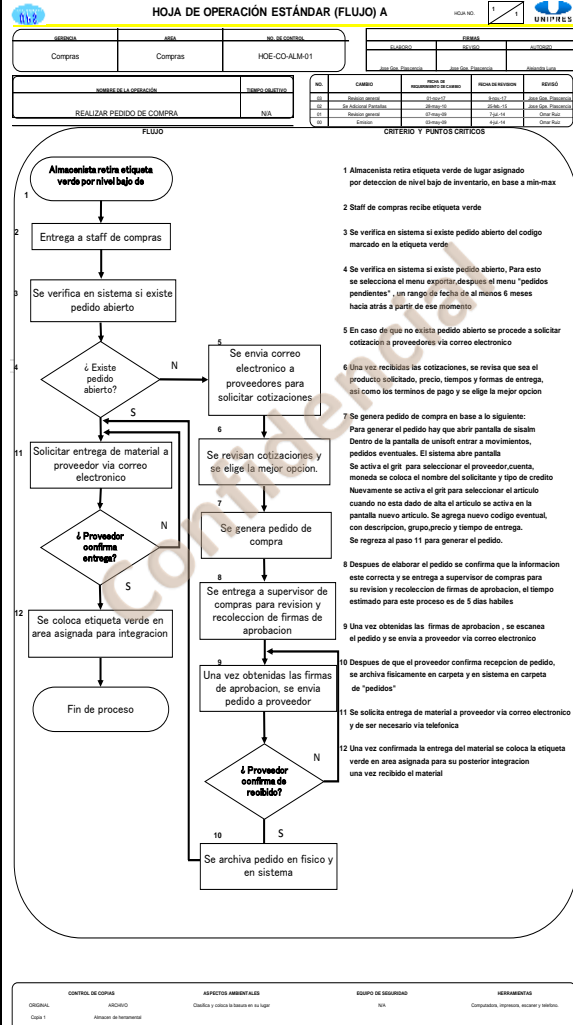 HOJA DE OPERACIÓN ESTÁNDAR (FLUJO) A
HOJA NO.
1
1
UNIPRES
GERENCIA
AREA
NO. DE CONTROL
Compras
Compras
HOE-CO-ALM-01
FIRMAS
ELABORO
REVISO
AUTORIZO
Jose Gpe. Plascencia
Jose Gpe. Plascencia
Alejandra Luna
NOMBRE DE LA OPERACIÓN
TIEMPO OBJETIVO
REALIZAR PEDIDO DE COMPRA
N/A
NO.
CAMBIO
FECHA DE REQUERIMIENTO DE CAMBIO
FECHA DE REVISION
REVISÓ
03 Revision general 01-nov-17 9-nov.-17 Jose Gpe. Plascencia
02 Se Adicional Pantallas 26-may-10 25-feb.-15 Jose Gpe. Plascencia
01 Revision general 07-may-09 7-jul.-14 Omar Ruiz
00 Emision 03-may-09 4-jul.-14 Omar Ruiz
FLUJO
CRITERIO Y PUNTOS CRITICOS
Almacenista retira etiqueta
verde por nivel bajo de
1
2
Entrega a staff de compras
3
Se verifica en sistema si existe
pedido abierto
4
¿ Existe
pedido
abierto?
N
S
11
Solicitar entrega de material a
proveedor via correo
electronico
¿ Proveedor
confirma
entrega?
N
S
12
Se coloca etiqueta verde en
area asignada para integracion
Fin de proceso
5
Se envia correo
electronico a
proveedores para
solicitar cotizaciones
6
Se revisan cotizaciones y
se elige la mejor opcion.
7
Se genera pedido de
compra
8
Se entrega a supervisor de
compras para revision y
recoleccion de firmas de
aprobacion
9
Una vez obtenidas las firmas
de aprobacion, se envia
pedido a proveedor
¿ Proveedor
confirma de
recibido?
N
S
10
Se archiva pedido en fisico y
en sistema
1 Almacenista retira etiqueta verde de lugar asignado
por deteccion de nivel bajo de inventario, en base a min-max
2 Staff de compras recibe etiqueta verde
3 Se verifica en sistema si existe pedido abierto del codigo
marcado en la etiqueta verde
4 Se verifica en sistema si existe pedido abierto, Para esto
se selecciona el menu exportar,despues el menu "pedidos
pendientes" , un rango de fecha de al menos 6 meses
hacia atrás a partir de ese momento
5 En caso de que no exista pedido abierto se procede a solicitar
cotizacion a proveedores via correo electronico
6 Una vez recibidas las cotizaciones, se revisa que sea el
producto solicitado, precio, tiempos y formas de entrega,
asi como los terminos de pago y se elige la mejor opcion
7 Se genera pedido de compra en base a lo siguiente:
Para generar el pedido hay que abrir pantalla de sisalm
Dentro de la pantalla de unisoft entrar a movimientos,
pedidos eventuales. El sistema abre pantalla
Se activa el grit para seleccionar el proveedor,cuenta,
moneda se coloca el nombre del solicitante y tipo de credito
Nuevamente se activa el grit para seleccionar el articulo
cuando no esta dado de alta el articulo se activa en la
pantalla nuevo articulo. Se agrega nuevo codigo eventual,
con descripcion, grupo,precio y tiempo de entrega.
Se regresa al paso 11 para generar el pedido.
8 Despues de elaborar el pedido se confirma que la informacion
este correcta y se entrega a supervisor de compras para
su revision y recoleccion de firmas de aprobacion, el tiempo
estimado para este proceso es de 5 dias habiles
9 Una vez obtenidas las firmas de aprobacion , se escanea
el pedido y se envia a proveedor via correo electronico
10 Despues de que el proveedor confirma recepcion de pedido,
se archiva fisicamente en carpeta y en sistema en carpeta
de "pedidos"
11 Se solicita entrega de material a proveedor via correo electronico
y de ser necesario via telefonica
12 Una vez confirmada la entrega del material se coloca la etiqueta
verde en area asignada para su posterior integracion
una vez recibido el material
Confidencial
CONTROL DE COPIAS
ASPECTOS AMBIENTALES
EQUIPO DE SEGURIDAD
HERRAMIENTAS
ORIGINAL
ARCHIVO
Clasifica y coloca la basura en su lugar
N/A
Computadora, impresora, escaner y telefono.
Copia 1
Almacen de herramental